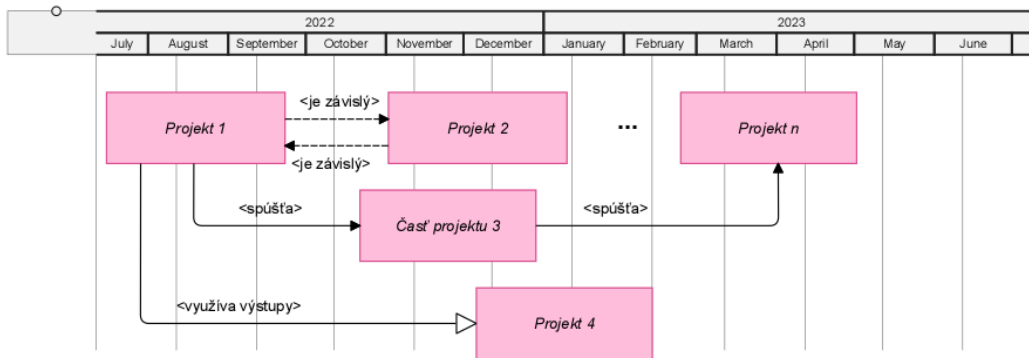 2022 2023
July August September October November December January February March April May June
<je závislý>
Projekt 1 Projekt 2 ... Projekt n
<je závislý>
<spúšťa> Časť projektu 3 <spúšťa>
<využíva výstupy>
Projekt 4